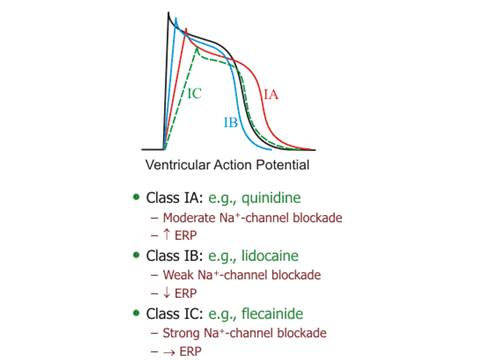 IC
IB
IA
Ventricular Action Potential
• Class IA: e.g., quinidine
– Moderate Na⁺-channel blockade
– ↑ ERP
• Class IB: e.g., lidocaine
– Weak Na⁺-channel blockade
– ↓ ERP
• Class IC: e.g., flecainide
– Strong Na⁺-channel blockade
– → ERP